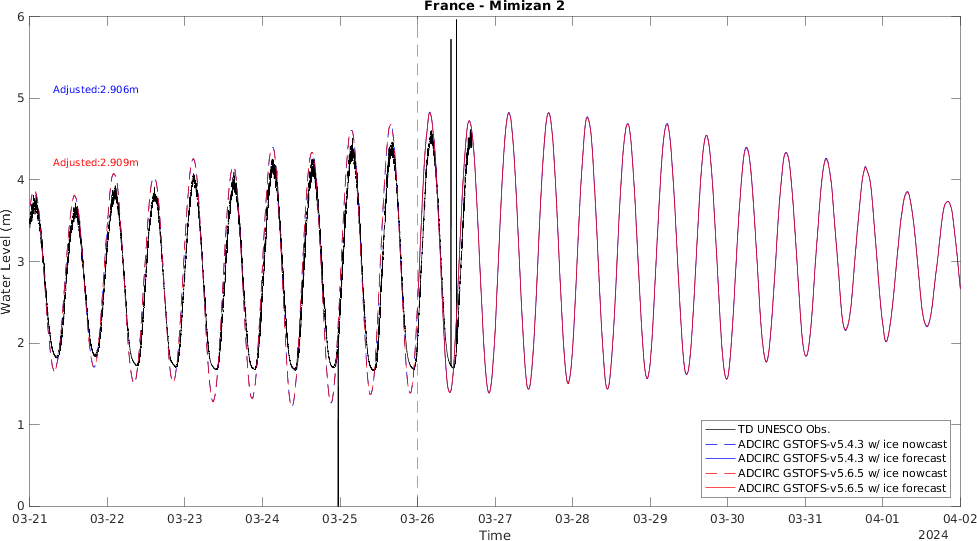 France - Mimizan 2
Water Level (m)
6
5
4
3
2
1
0
Adjusted:2.906m
Adjusted:2.909m
TD UNESCO Obs.
ADCIRC GSTOFS-v5.4.3 w/ ice nowcast
ADCIRC GSTOFS-v5.4.3 w/ ice forecast
ADCIRC GSTOFS-v5.6.5 w/ ice nowcast
ADCIRC GSTOFS-v5.6.5 w/ ice forecast
03-21 03-22 03-23 03-24 03-25 03-26 03-27 03-28 03-29 03-30 03-31 04-01 04-02
Time
2024